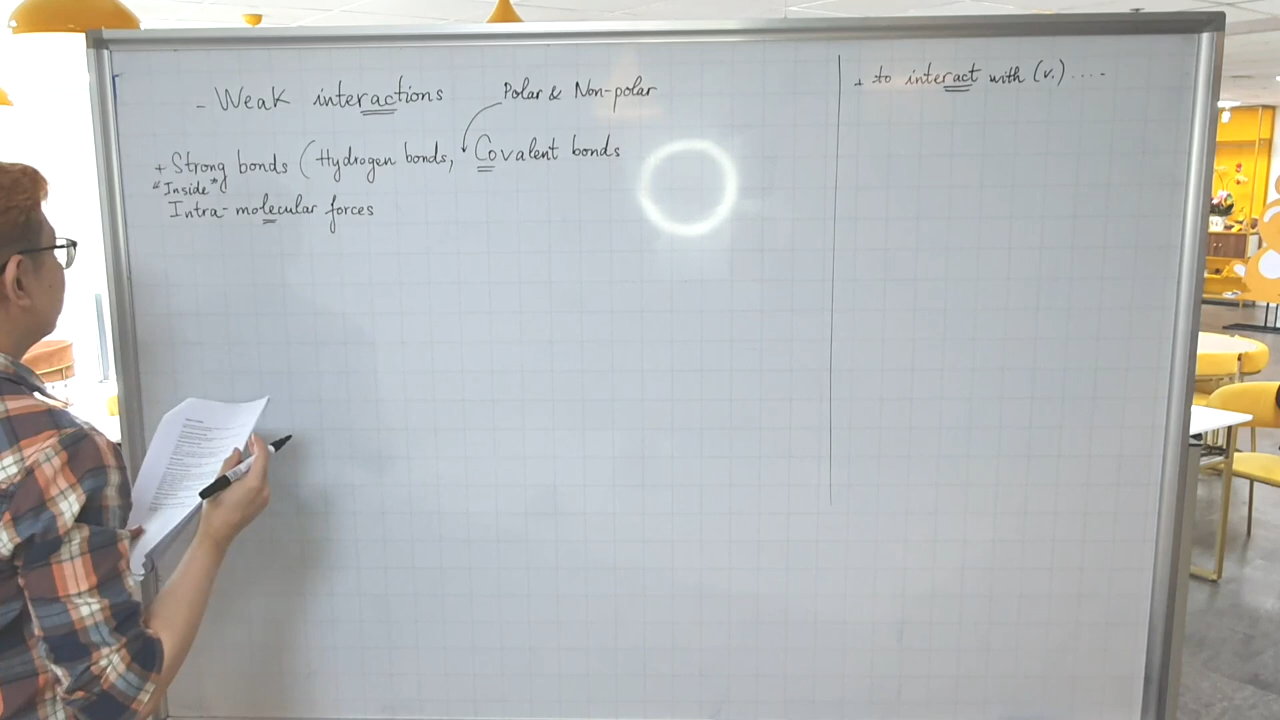 - Weak interactions
Polar & Non-polar
+ Strong bonds (Hydrogen bonds, Covalent bonds
"Inside"
Intra-molecular forces
+ to interact with (v.) ....